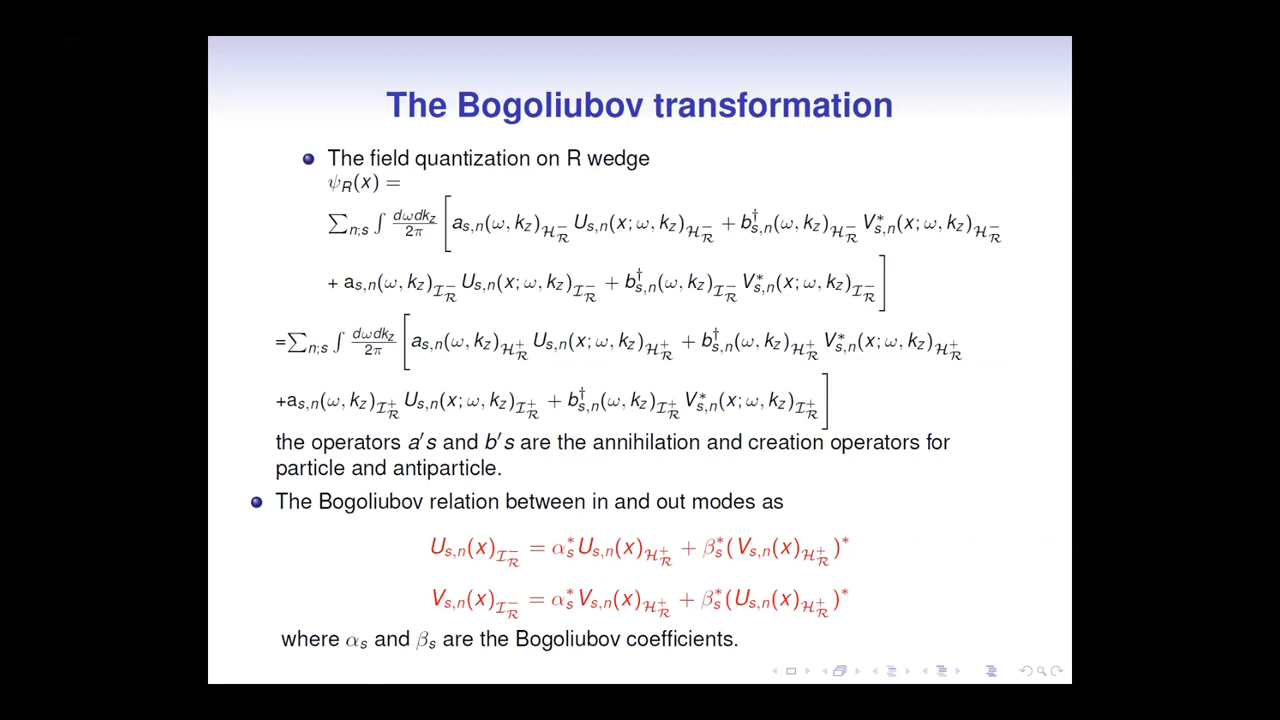 The Bogoliubov transformation
The field quantization on R wedge
ψ_R(x) =
∑_{n;s} ∫ dωdk_z/2π [ a_{s,n}(ω, k_z)_{ℋ_ℛ^-} U_{s,n}(x; ω, k_z)_{ℋ_ℛ^-} + b^†_{s,n}(ω, k_z)_{ℋ_ℛ^-} V^*_{s,n}(x; ω, k_z)_{ℋ_ℛ^-}
+ a_{s,n}(ω, k_z)_{ℐ_ℛ^-} U_{s,n}(x; ω, k_z)_{ℐ_ℛ^-} + b^†_{s,n}(ω, k_z)_{ℐ_ℛ^-} V^*_{s,n}(x; ω, k_z)_{ℐ_ℛ^-} ]
=∑_{n;s} ∫ dωdk_z/2π [ a_{s,n}(ω, k_z)_{ℋ_ℛ^+} U_{s,n}(x; ω, k_z)_{ℋ_ℛ^+} + b^†_{s,n}(ω, k_z)_{ℋ_ℛ^+} V^*_{s,n}(x; ω, k_z)_{ℋ_ℛ^+}
+a_{s,n}(ω, k_z)_{ℐ_ℛ^+} U_{s,n}(x; ω, k_z)_{ℐ_ℛ^+} + b^†_{s,n}(ω, k_z)_{ℐ_ℛ^+} V^*_{s,n}(x; ω, k_z)_{ℐ_ℛ^+} ]
the operators a′s and b′s are the annihilation and creation operators for
particle and antiparticle.
The Bogoliubov relation between in and out modes as
U_{s,n}(x)_{ℐ_ℛ^-} = α_s^* U_{s,n}(x)_{ℋ_ℛ^+} + β_s^*(V_{s,n}(x)_{ℋ_ℛ^+})^*
V_{s,n}(x)_{ℐ_ℛ^-} = α_s^* V_{s,n}(x)_{ℋ_ℛ^+} + β_s^*(U_{s,n}(x)_{ℋ_ℛ^+})^*
where α_s and β_s are the Bogoliubov coefficients.